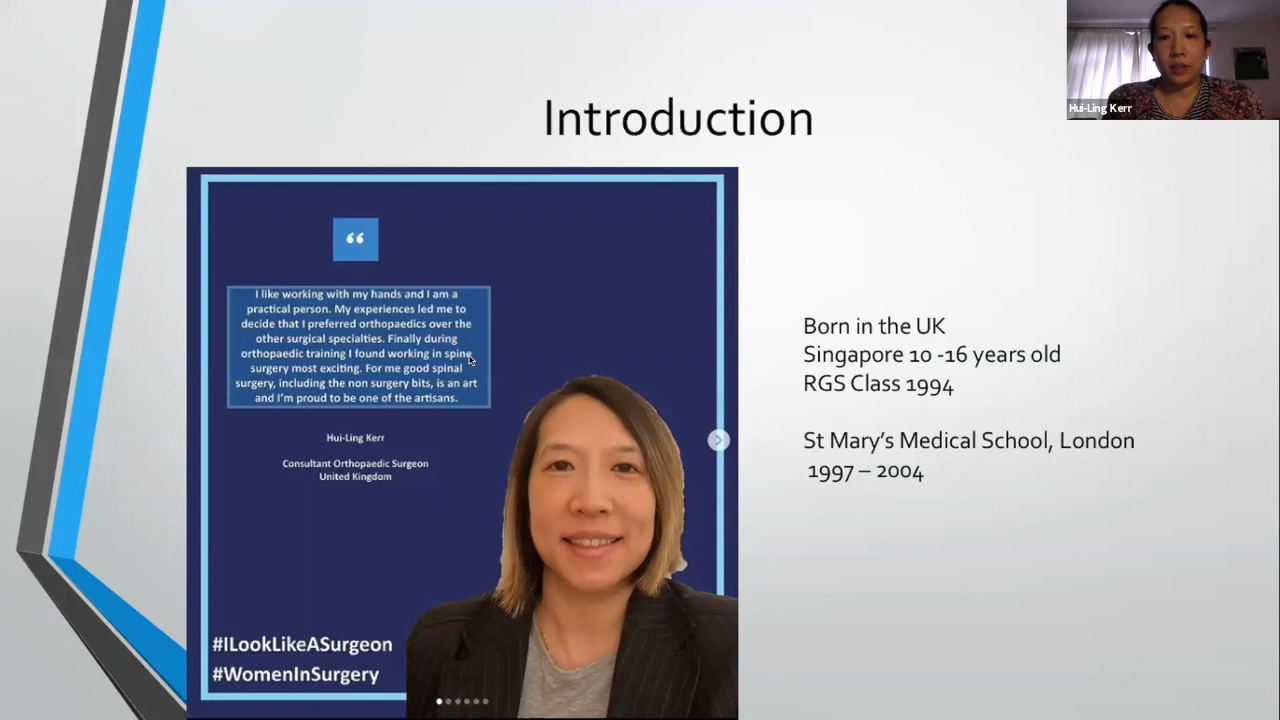 Introduction
Hui-Ling Kerr
“
I like working with my hands and I am a
practical person. My experiences led me to
decide that I preferred orthopaedics over the
other surgical specialties. Finally during
orthopaedic training I found working in spine
surgery most exciting. For me good spinal
surgery, including the non surgery bits, is an art
and I'm proud to be one of the artisans.
Hui-Ling Kerr
Consultant Orthopaedic Surgeon
United Kingdom
#ILookLikeASurgeon
#WomenInSurgery
Born in the UK
Singapore 10 -16 years old
RGS Class 1994
St Mary’s Medical School, London
1997 – 2004